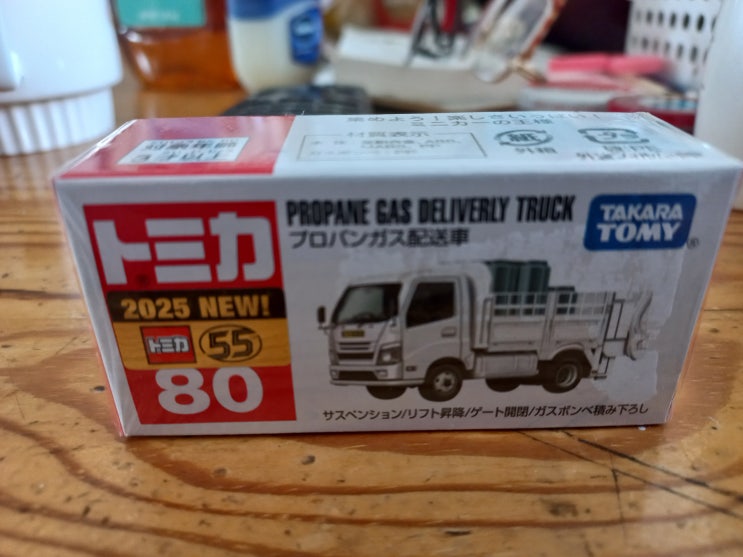 材質表示
外箱
トミカ
PROPANE GAS DELIVERLY TRUCK
プロパンガス配送車
TAKARA
TOMY
2025 NEW!
トミカ 55
80
サスペンション/リフト昇降/ゲート開閉/ガスボンベ積み下ろし